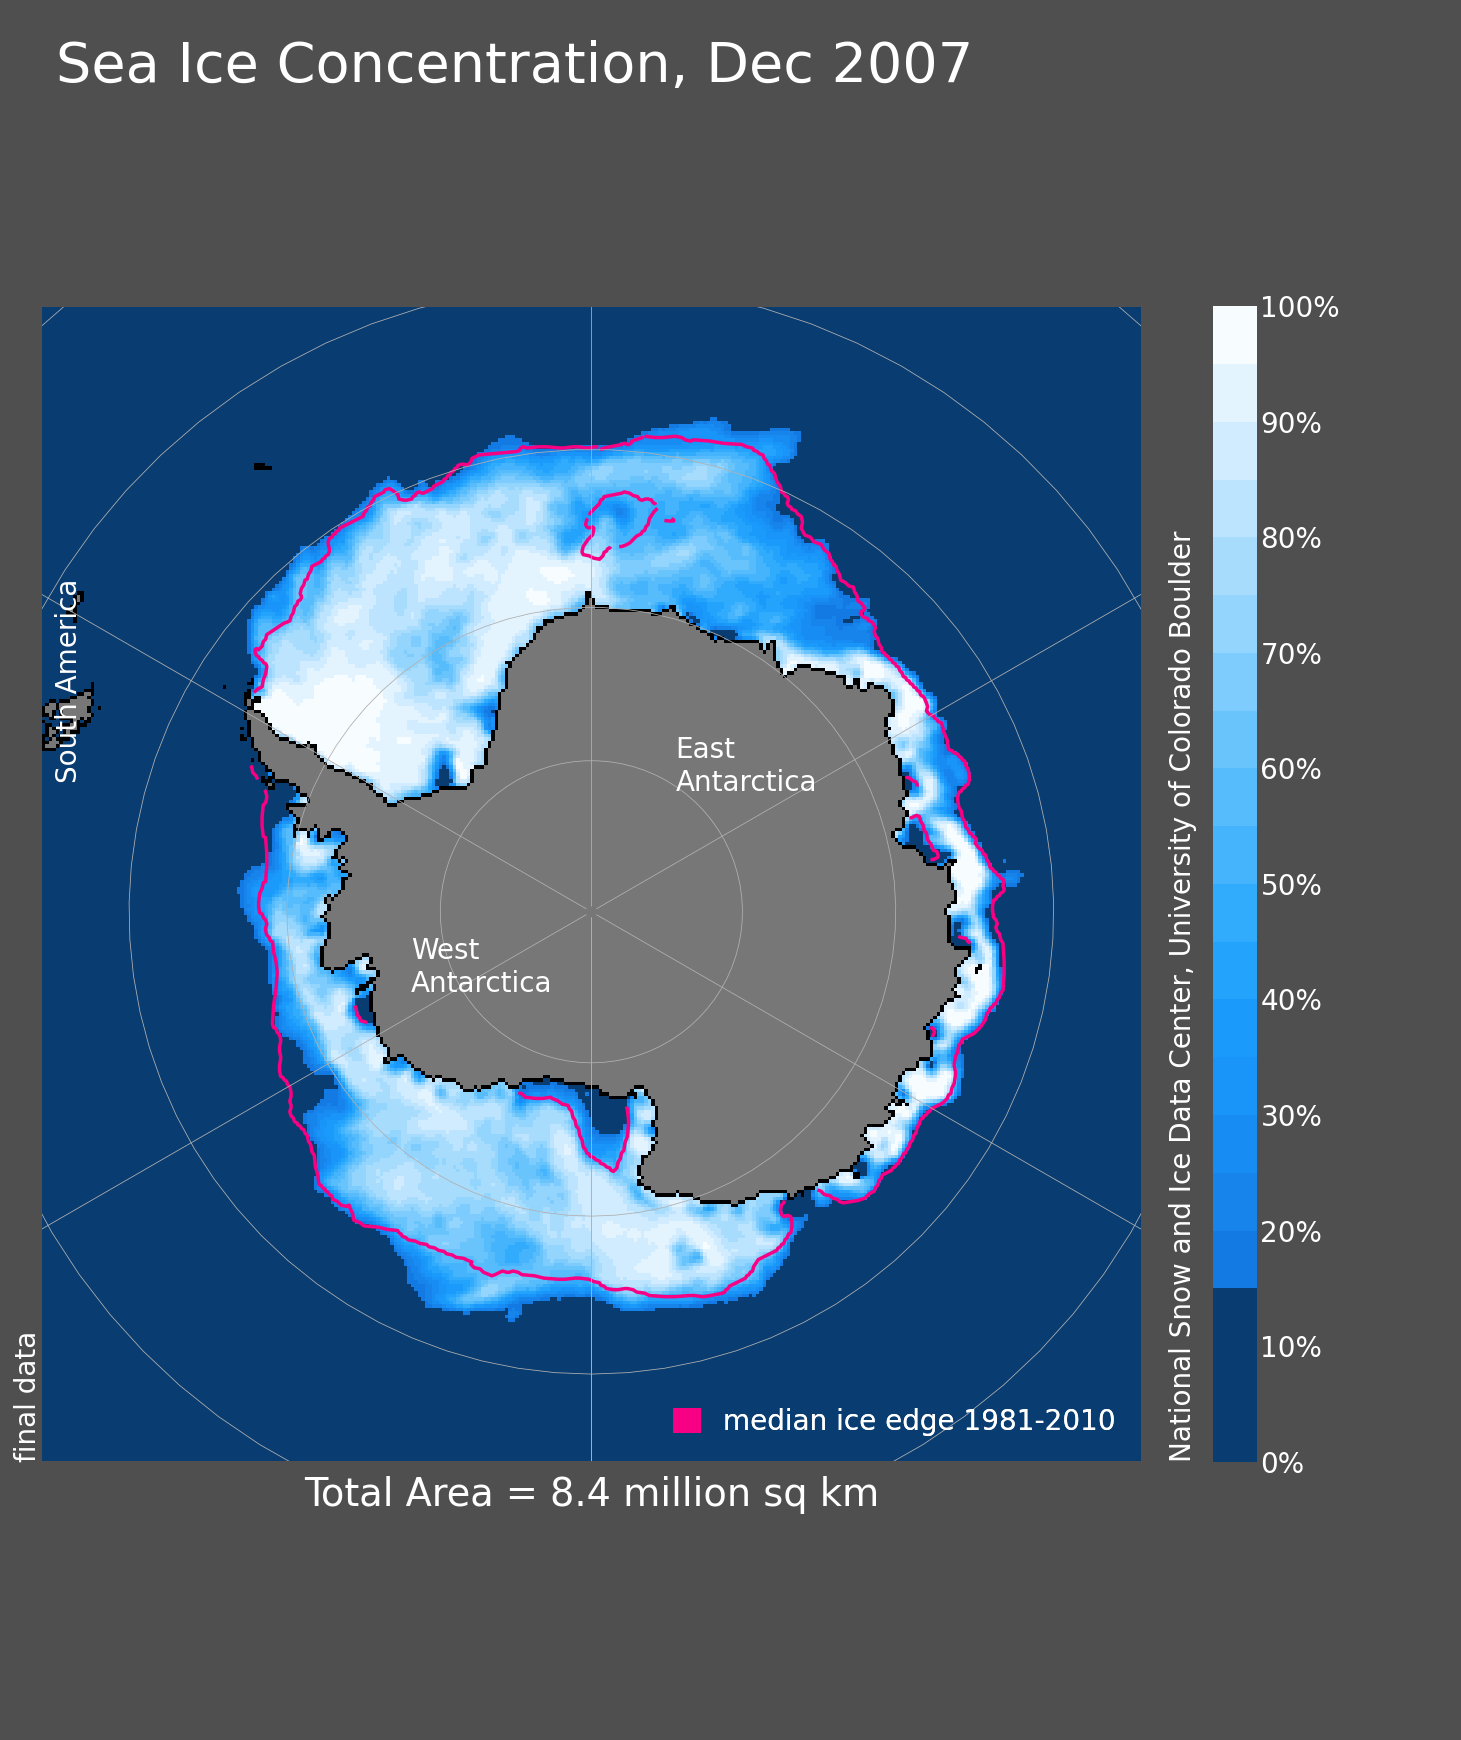 Sea Ice Concentration, Dec 2007
South America
East
Antarctica
West
Antarctica
final data
median ice edge 1981-2010
Total Area = 8.4 million sq km
National Snow and Ice Data Center, University of Colorado Boulder
100%
90%
80%
70%
60%
50%
40%
30%
20%
10%
0%